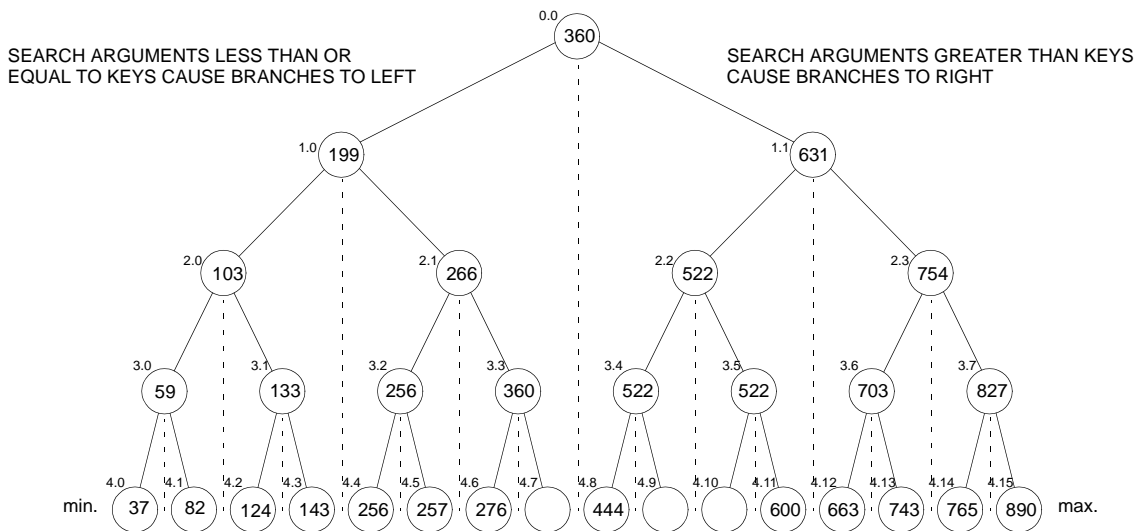 0.0
360
SEARCH ARGUMENTS LESS THAN OR
EQUAL TO KEYS CAUSE BRANCHES TO LEFT
SEARCH ARGUMENTS GREATER THAN KEYS
CAUSE BRANCHES TO RIGHT
1.0 1.1
199 631
2.0 2.1 2.2 2.3
103 266 522 754
3.0 3.1 3.2 3.3 3.4 3.5 3.6 3.7
59 133 256 360 522 522 703 827
4.0 4.1 4.2 4.3 4.4 4.5 4.6 4.7 4.8 4.9 4.10 4.11 4.12 4.13 4.14 4.15
min. 37 82 124 143 256 257 276 444 600 663 743 765 890 max.